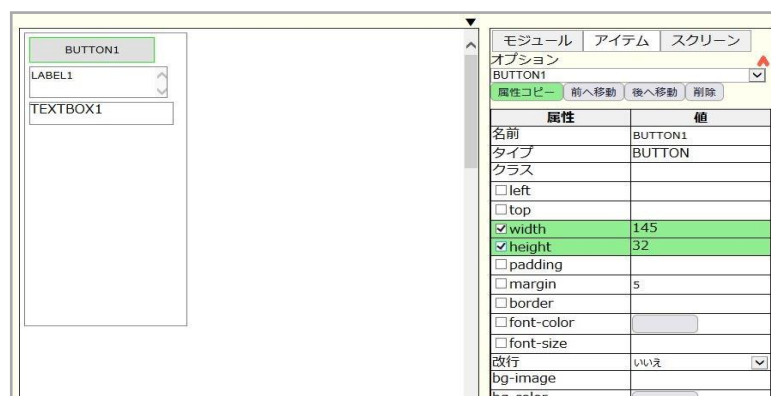 ▼
BUTTON1
LABEL1
TEXTBOX1
モジュール アイテム スクリーン
オプション
BUTTON1
属性コピー 前へ移動 後へ移動 削除
属性 値
名前 BUTTON1
タイプ BUTTON
クラス
left
top
width 145
height 32
padding
margin 5
border
font-color
font-size
改行 いいえ
bg-image
bg-color